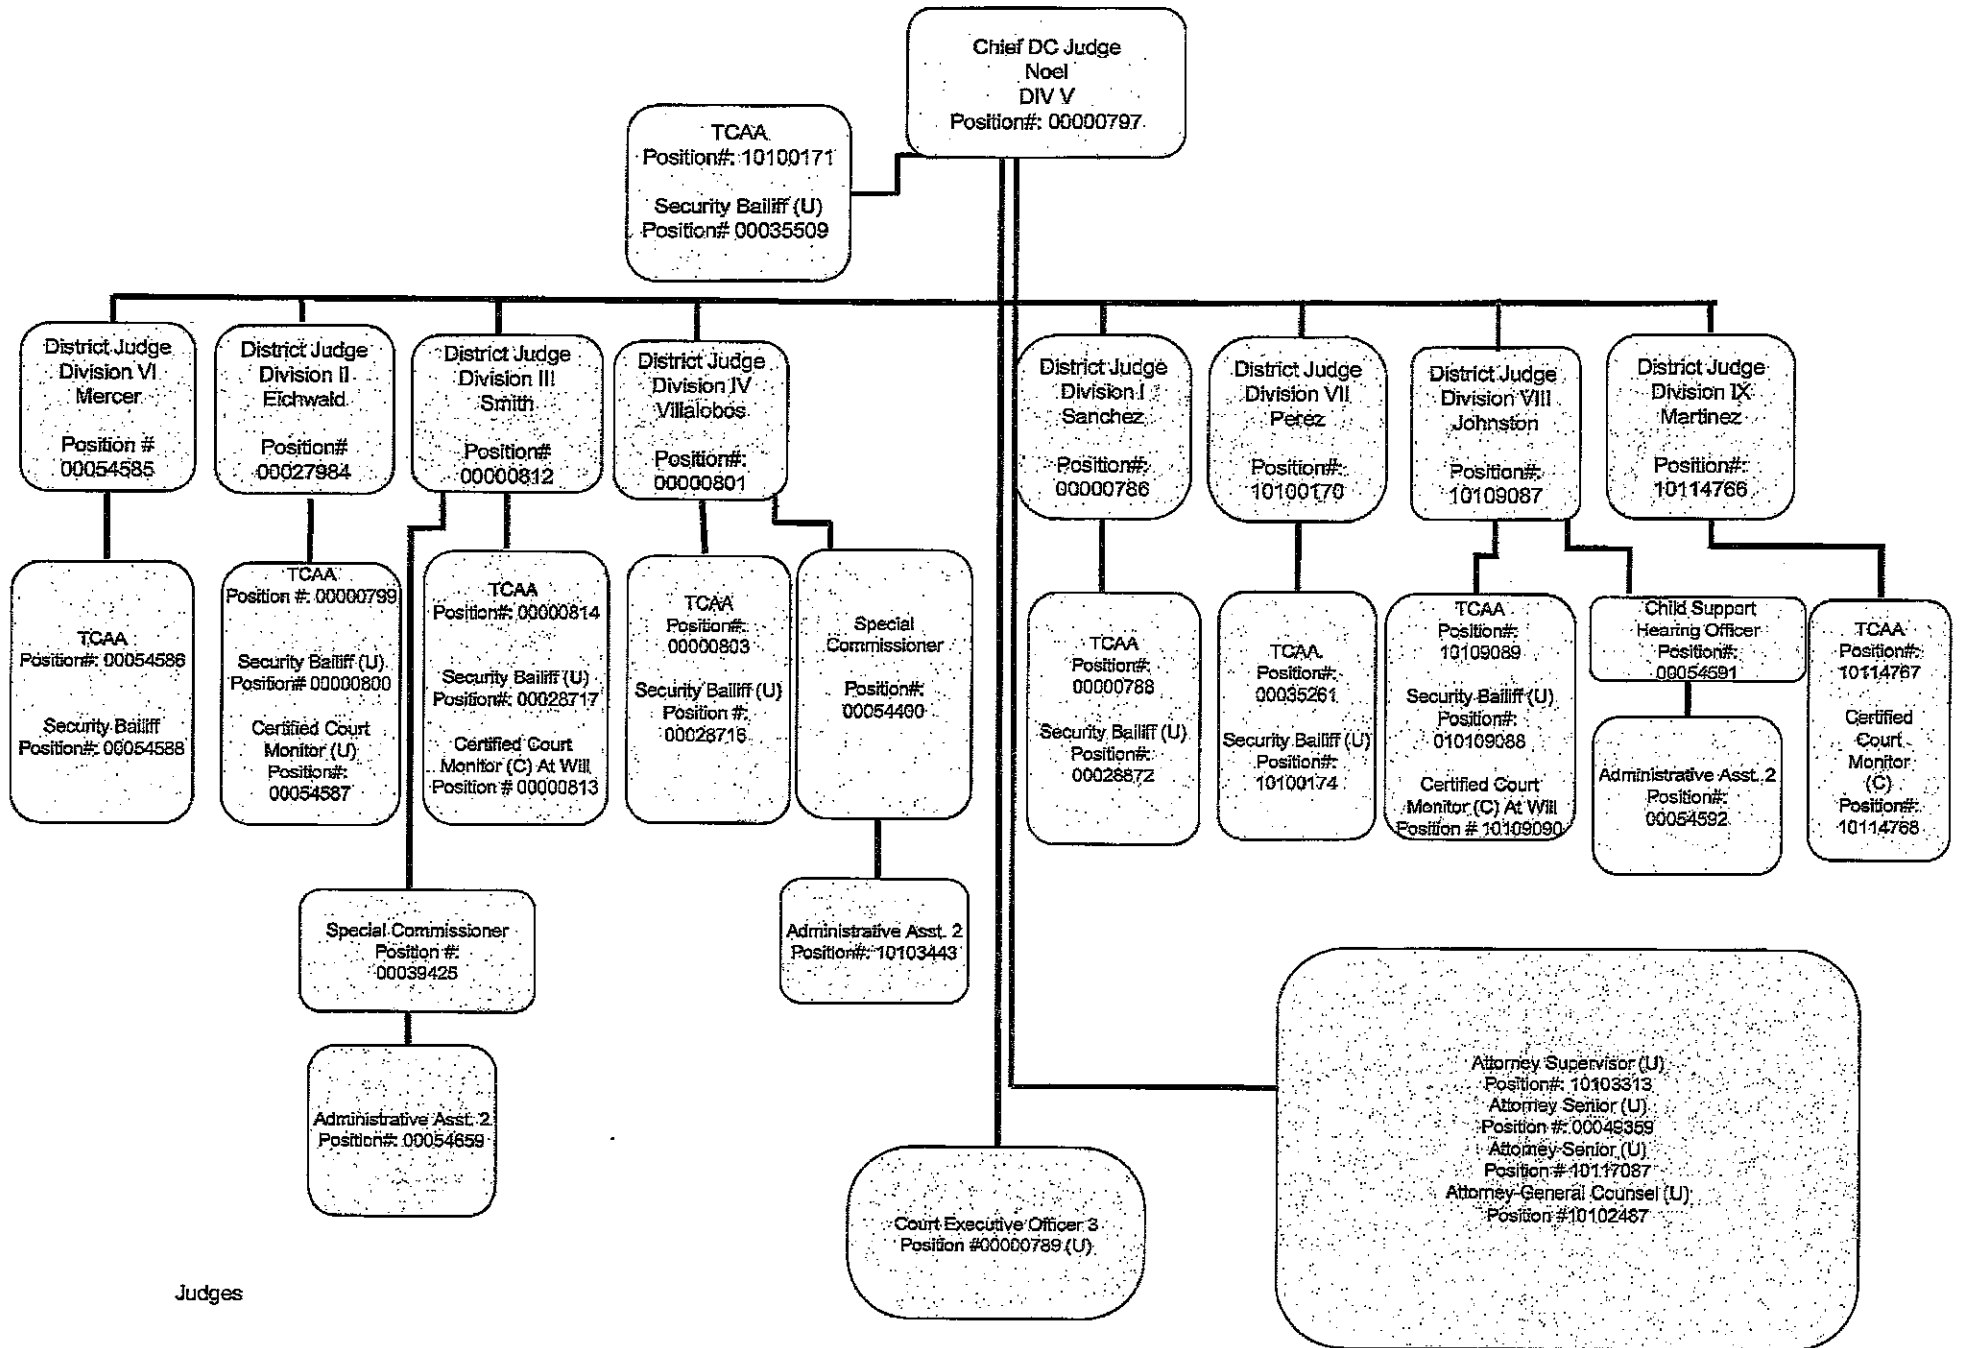 Chief DC Judge
Noel
DIV V
Position#: 00000797
TCAA
Position#: 10100171
Security Bailiff (U)
Position# 00035509
District Judge
Division VI
Mercer
Position #
00054585
District Judge
Division II
Eichwald
Position#
00027984
District Judge
Division III
Smith
Position#
00000812
District Judge
Division IV
Villalobos
Position#:
00000801
District Judge
Division I
Sanchez
Position#:
00000786
District Judge
Division VII
Perez
Position#:
10100170
District Judge
Division VIII
Johnston
Position#:
10109087
District Judge
Division IX
Martinez
Position#:
10114766
TCAA
Position#: 00054586
Security Bailiff
Position#: 00054588
TCAA
Position #: 00000799
Security Bailiff (U)
Position# 00000800
Certified Court
Monitor (U)
Position#:
00054587
TCAA
Position#: 00000814
Security Bailiff (U)
Position#: 00028717
Certified Court
Monitor (C) At Will
Position # 00000813
TCAA
Position#:
00000803
Security Bailiff (U)
Position #:
00028716
Special
Commissioner
Position#:
00054400
TCAA
Position#:
00000788
Security Bailiff (U)
Position#:
00028872
TCAA
Position#:
00035261
Security Bailiff (U)
Position#:
10100174
TCAA
Position#:
10109089
Security Bailiff (U)
Position#:
010109088
Certified Court
Monitor (C) At Will
Position # 10109090
Child Support
Hearing Officer
Position#:
00054591
Administrative Asst. 2
Position#:
00054592
TCAA
Position#:
10114767
Certified
Court
Monitor
(C)
Position#:
10114768
Special Commissioner
Position #:
00039425
Administrative Asst. 2
Position#: 10103443
Administrative Asst. 2
Position#: 00054659
Court Executive Officer 3
Position #00000789 (U)
Attorney Supervisor (U)
Position#: 10103313
Attorney Senior (U)
Position #: 00049359
Attorney Senior (U)
Position # 10117087
Attorney-General Counsel (U)
Position #10102487
Judges